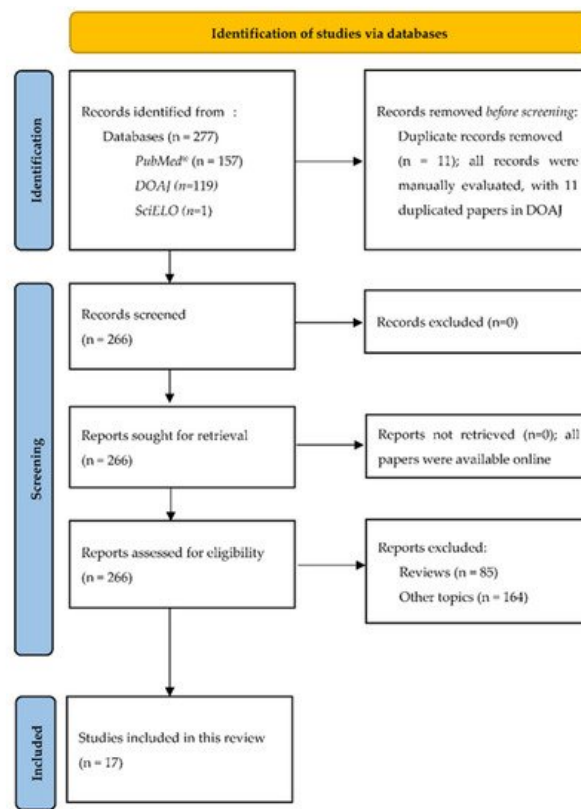 Identification of studies via databases
Identification
Records identified from :
Databases (n = 277)
PubMed® (n = 157)
DOAJ (n=119)
SciELO (n=1)
Records removed before screening:
Duplicate records removed
(n = 11); all records were
manually evaluated, with 11
duplicated papers in DOAJ
Screening
Records screened
(n = 266)
Records excluded (n=0)
Reports sought for retrieval
(n = 266)
Reports not retrieved (n=0); all
papers were available online
Reports assessed for eligibility
(n = 266)
Reports excluded:
Reviews (n = 85)
Other topics (n = 164)
Included
Studies included in this review
(n = 17)